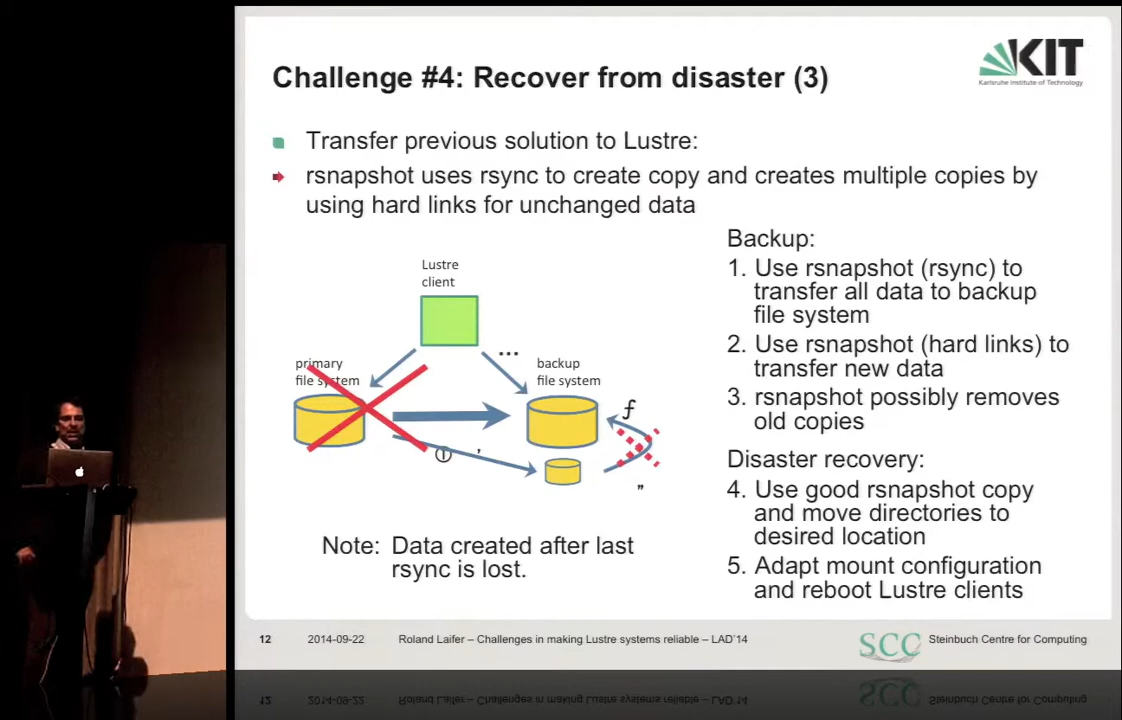 KIT
Karlsruhe Institute of Technology
Challenge #4: Recover from disaster (3)
Transfer previous solution to Lustre:
rsnapshot uses rsync to create copy and creates multiple copies by
using hard links for unchanged data
Lustre
client
...
primary
file system
backup
file system
①
,
ƒ
”
Note: Data created after last
rsync is lost.
Backup:
1. Use rsnapshot (rsync) to
transfer all data to backup
file system
2. Use rsnapshot (hard links) to
transfer new data
3. rsnapshot possibly removes
old copies
Disaster recovery:
4. Use good rsnapshot copy
and move directories to
desired location
5. Adapt mount configuration
and reboot Lustre clients
12 2014-09-22 Roland Laifer – Challenges in making Lustre systems reliable – LAD'14
SCC Steinbuch Centre for Computing